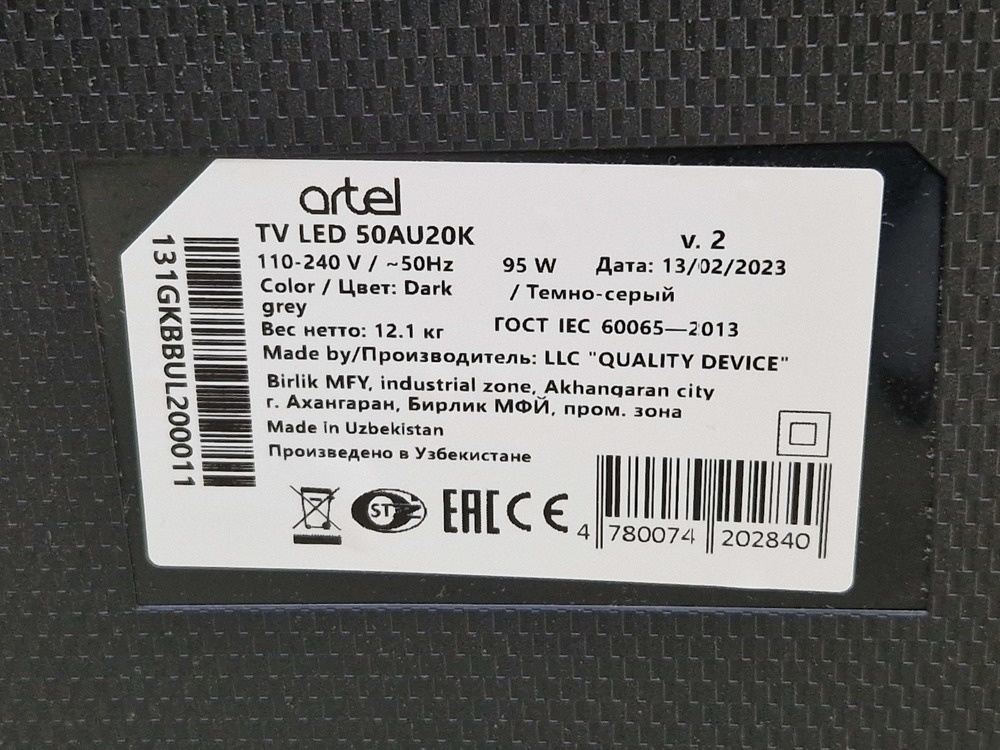 artel
TV LED 50AU20K v. 2
110-240 V / ~50Hz 95 W Дата: 13/02/2023
Color / Цвет: Dark / Темно-серый
grey
Вес нетто: 12.1 кг ГОСТ IEC 60065—2013
Made by/Производитель: LLC "QUALITY DEVICE"
Birlik MFY, industrial zone, Akhangaran city
г. Ахангаран, Бирлик МФЙ, пром. зона
Made in Uzbekistan
Произведено в Узбекистане
131GKBBUL200011
EAC CE
4 780074 202840